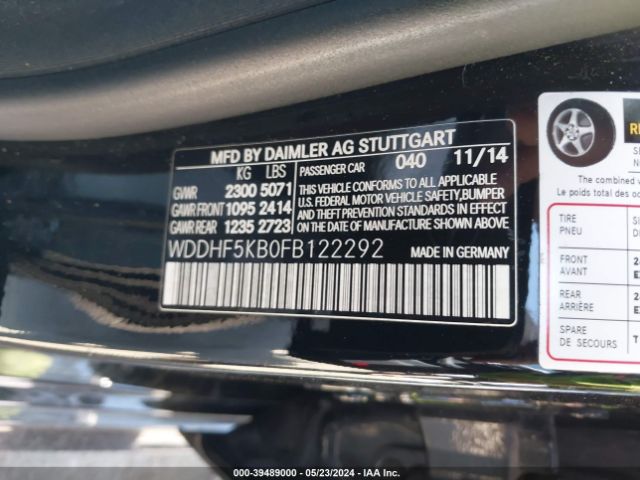 MFD BY DAIMLER AG STUTTGART
KG LBS
GVWR 2300 5071
GAWR FRONT 1095 2414
GAWR REAR 1235 2723
PASSENGER CAR 040 11/14
THIS VEHICLE CONFORMS TO ALL APPLICABLE
U.S. FEDERAL MOTOR VEHICLE SAFETY,BUMPER
AND THEFT PREVENTION STANDARDS IN EFFECT
ON THE DATE OF MANUFACTURE SHOWN ABOVE
WDDHF5KB0FB122292 MADE IN GERMANY
The combined
Le poids total des oc
TIRE
PNEU
FRONT
AVANT
REAR
ARRIÈRE
SPARE
DE SECOURS
000-39489000 - 05/23/2024 - IAA Inc.